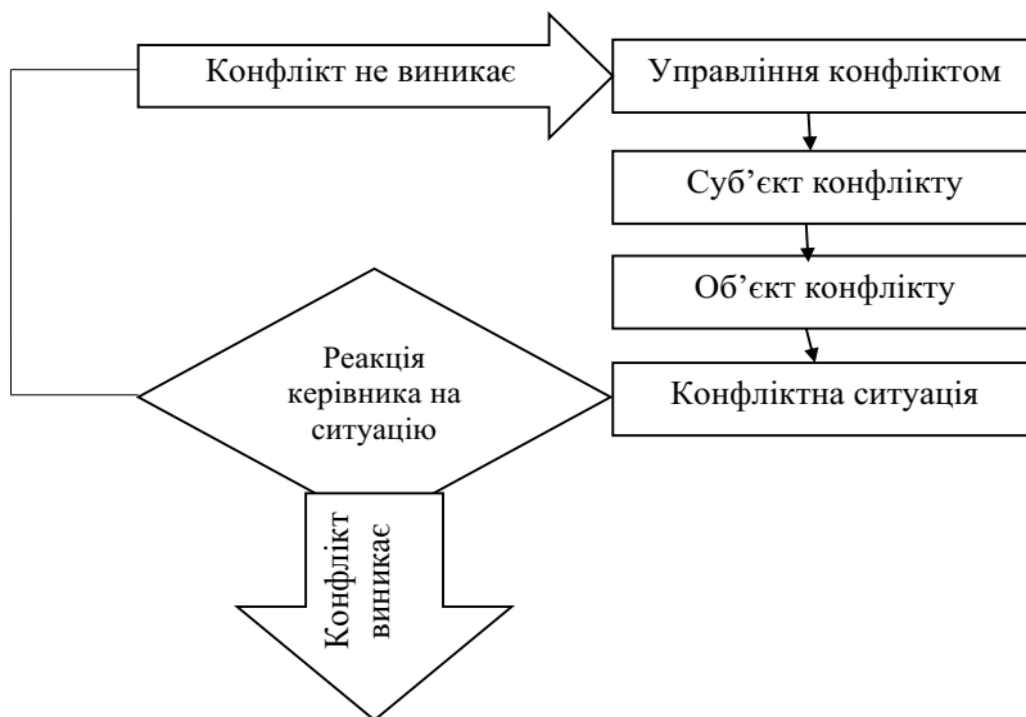 Конфлікт не виникає
Управління конфліктом
Суб’єкт конфлікту
Об’єкт конфлікту
Конфліктна ситуація
Реакція
керівника на
ситуацію
Конфлікт
виникає